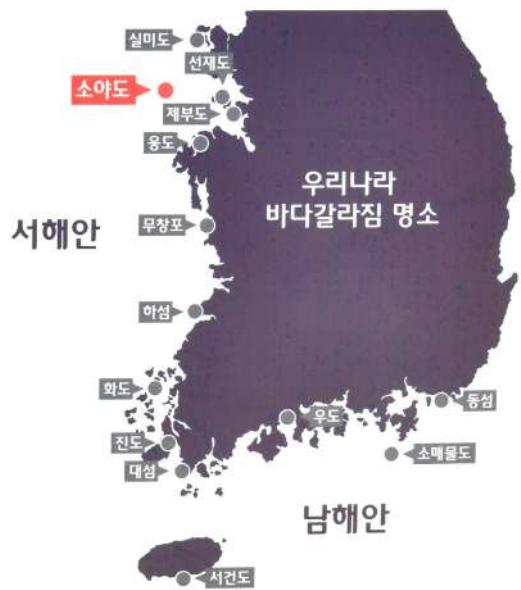 실미도
선재도
소야도
제부도
웅도
우리나라
바다갈라짐 명소
서해안
무창포
하섬
화도
동섬
우도
진도
소매물도
대섬
남해안
서건도